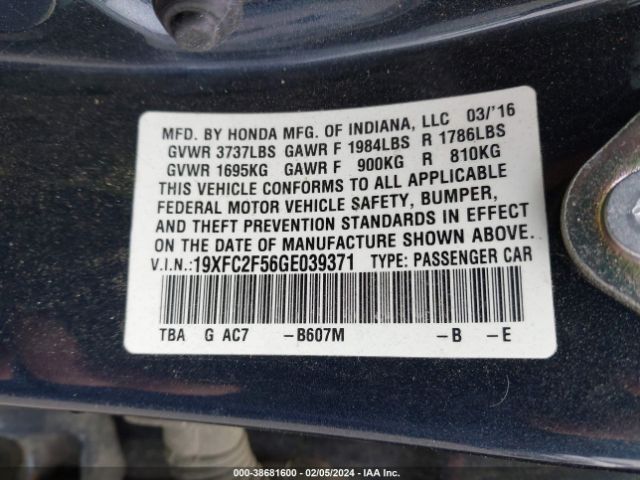 MFD. BY HONDA MFG. OF INDIANA, LLC 03/'16
GVWR 3737LBS GAWR F 1984LBS R 1786LBS
GVWR 1695KG GAWR F 900KG R 810KG
THIS VEHICLE CONFORMS TO ALL APPLICABLE
FEDERAL MOTOR VEHICLE SAFETY, BUMPER,
AND THEFT PREVENTION STANDARDS IN EFFECT
ON THE DATE OF MANUFACTURE SHOWN ABOVE.
V.I.N.:19XFC2F56GE039371 TYPE: PASSENGER CAR
TBA G AC7 -B607M -B -E
000-38681600 - 02/05/2024 - IAA Inc.